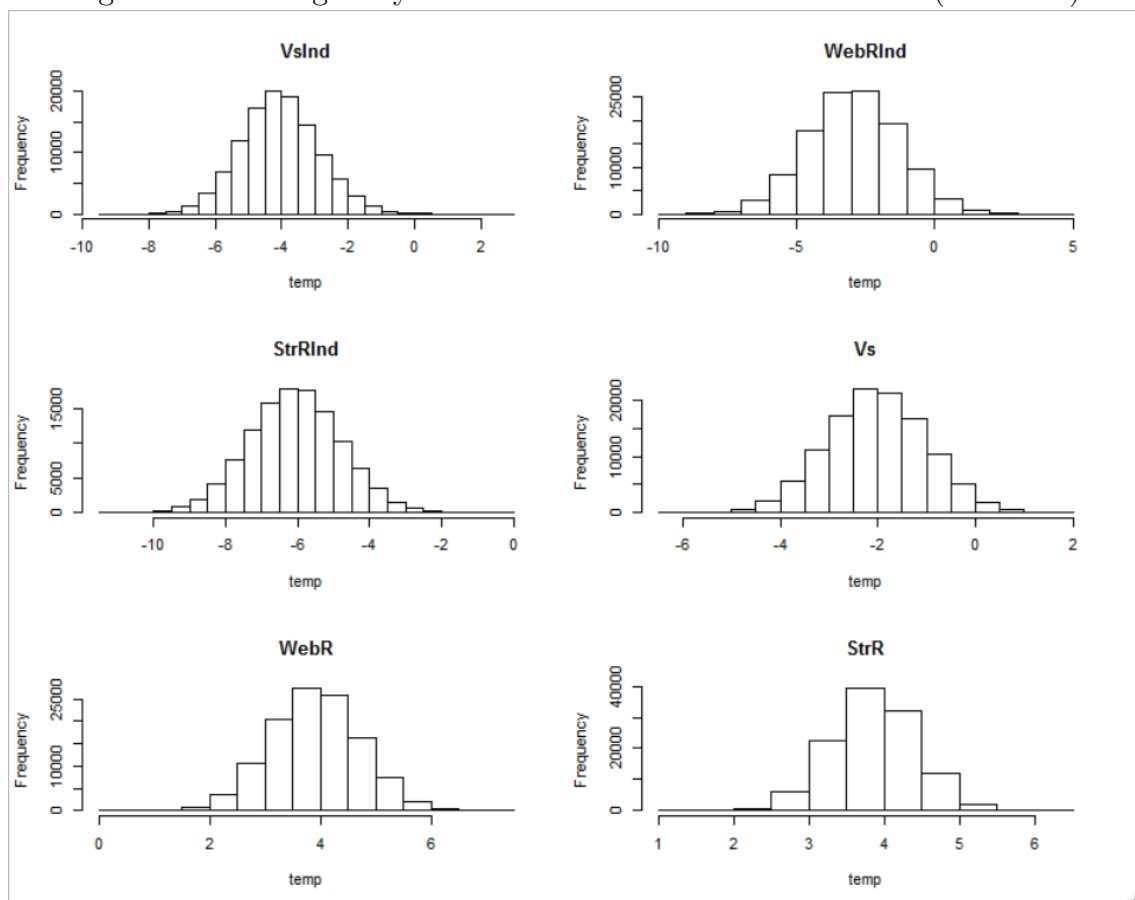 VsInd
Frequency
0 10000 20000
-10 -8 -6 -4 -2 0 2
temp
WebRInd
Frequency
0 10000 25000
-10 -5 0 5
temp
StrRInd
Frequency
0 5000 15000
-10 -8 -6 -4 -2 0
temp
Vs
Frequency
0 10000 20000
-6 -4 -2 0 2
temp
WebR
Frequency
0 10000 25000
0 2 4 6
temp
StrR
Frequency
0 20000 40000
1 2 3 4 5 6
temp